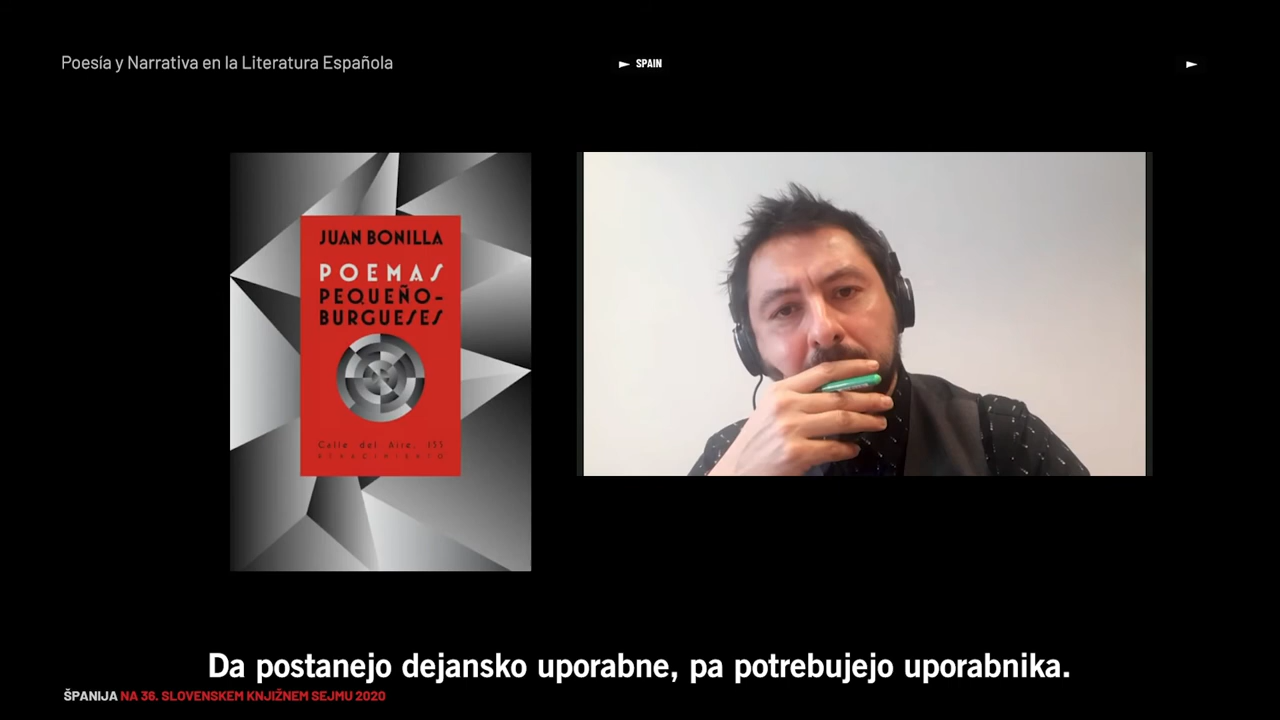 Poesía y Narrativa en la Literatura Española
SPAIN
JUAN BONILLA
POEMAS
PEQUEÑO-
BURGUESES
Calle del Aire, 155
RENACIMIENTO
Da postanejo dejansko uporabne, pa potrebujejo uporabnika.
ŠPANIJA NA 36. SLOVENSKEM KNJIŽNEM SEJMU 2020